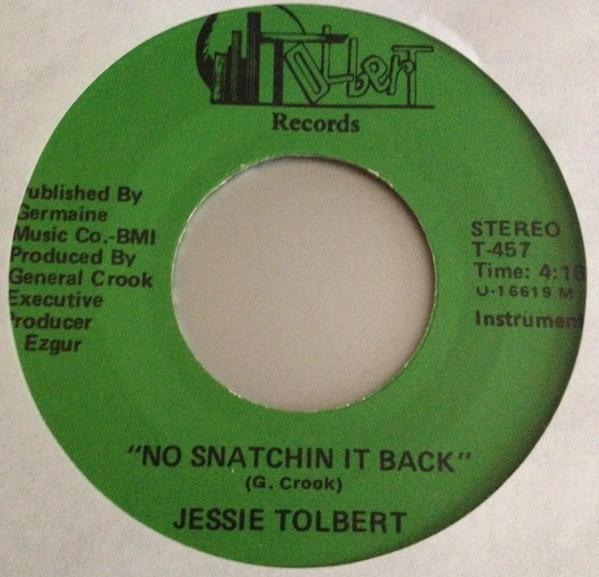 Tolbert
Records
ublished By
Germaine
Music Co.-BMI
Produced By
General Crook
Executive
Producer
Ezgur
STEREO
T-457
Time: 4:16
U-16619 M
Instrumen
"NO SNATCHIN IT BACK"
(G. Crook)
JESSIE TOLBERT